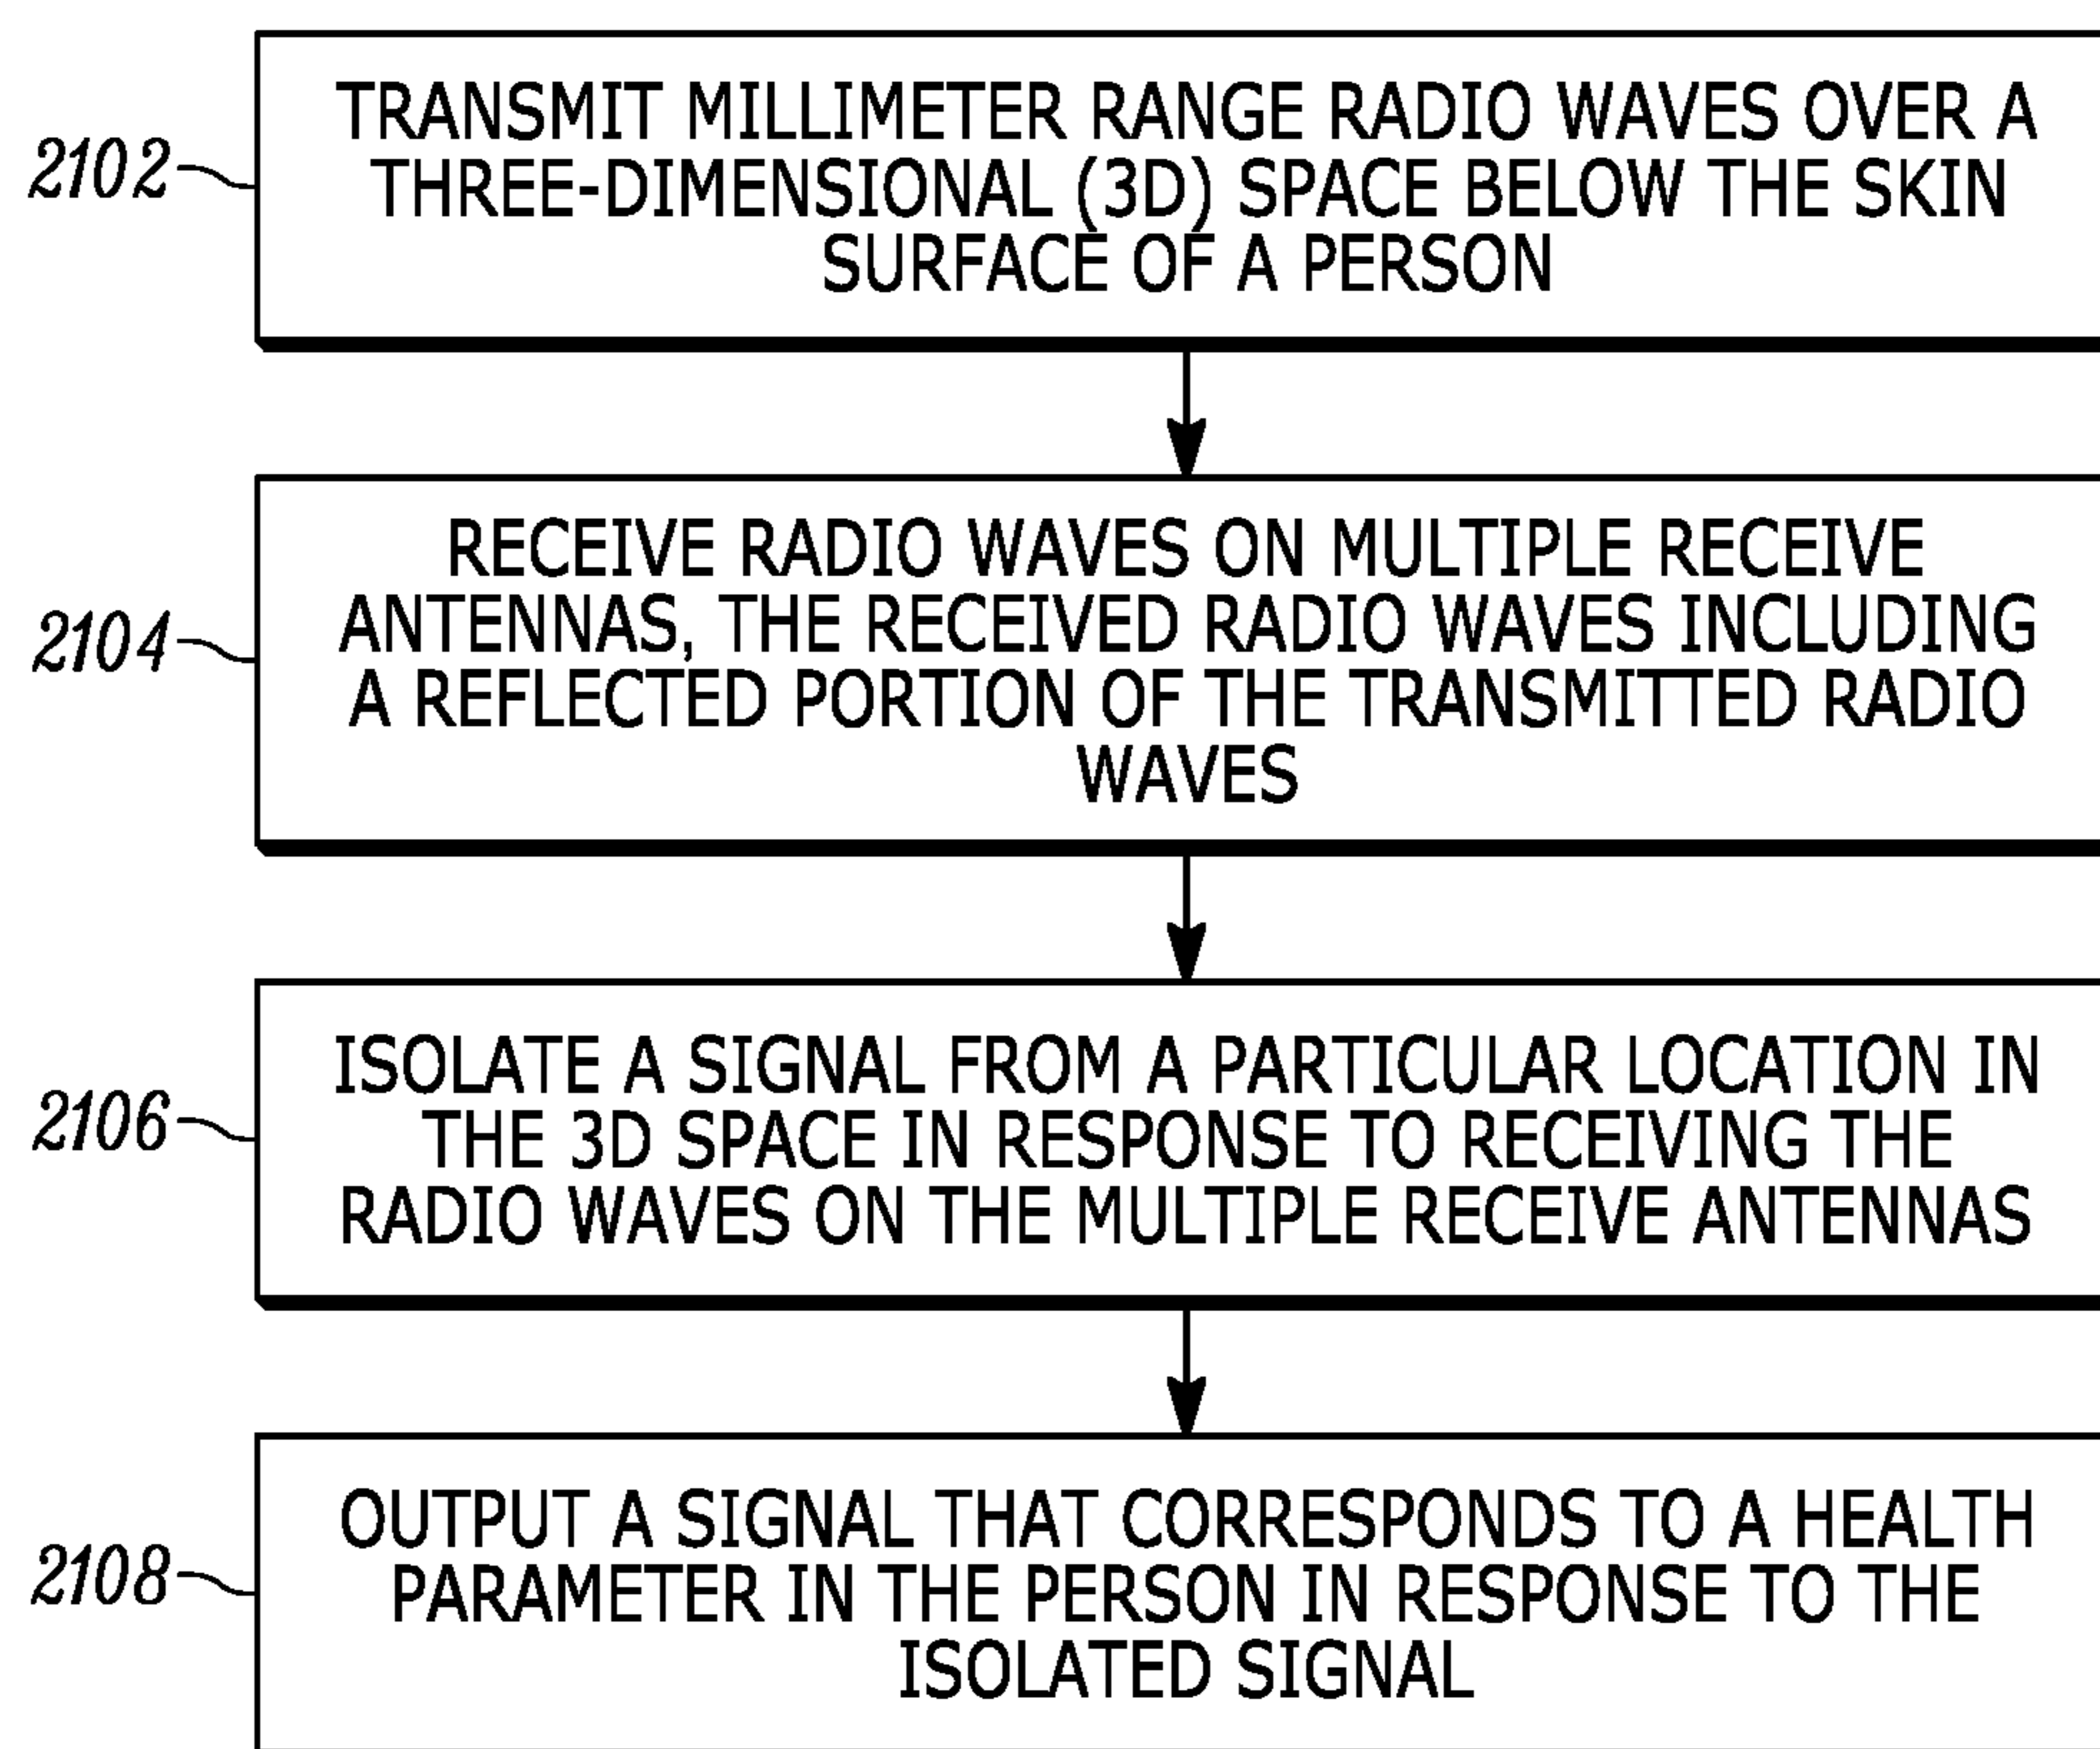 2102
TRANSMIT MILLIMETER RANGE RADIO WAVES OVER A
THREE-DIMENSIONAL (3D) SPACE BELOW THE SKIN
SURFACE OF A PERSON
2104
RECEIVE RADIO WAVES ON MULTIPLE RECEIVE
ANTENNAS, THE RECEIVED RADIO WAVES INCLUDING
A REFLECTED PORTION OF THE TRANSMITTED RADIO
WAVES
2106
ISOLATE A SIGNAL FROM A PARTICULAR LOCATION IN
THE 3D SPACE IN RESPONSE TO RECEIVING THE
RADIO WAVES ON THE MULTIPLE RECEIVE ANTENNAS
2108
OUTPUT A SIGNAL THAT CORRESPONDS TO A HEALTH
PARAMETER IN THE PERSON IN RESPONSE TO THE
ISOLATED SIGNAL